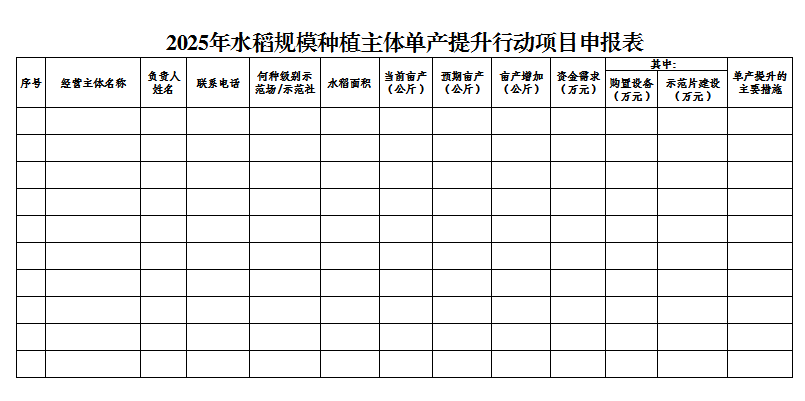 2025年水稻规模种植主体单产提升行动项目申报表
序号
经营主体名称
负责人
姓名
联系电话
何种级别示
范场/示范社
水稻面积
当前亩产
（公斤）
预期亩产
（公斤）
亩产增加
（公斤）
资金需求
（万元）
其中:
购置设备
（万元）
示范片建设
（万元）
单产提升的
主要措施